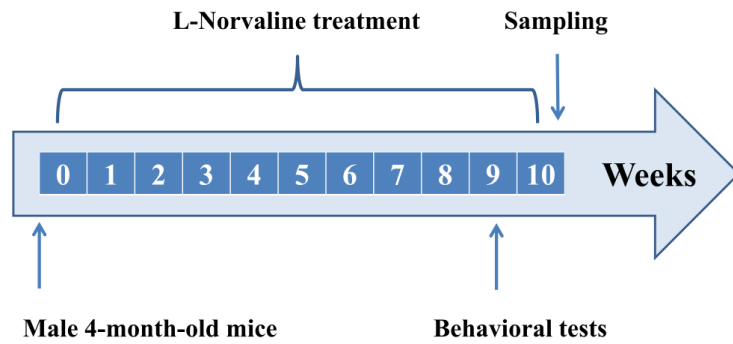 L-Norvaline treatment
Sampling
0 1 2 3 4 5 6 7 8 9 10
Weeks
Male 4-month-old mice
Behavioral tests